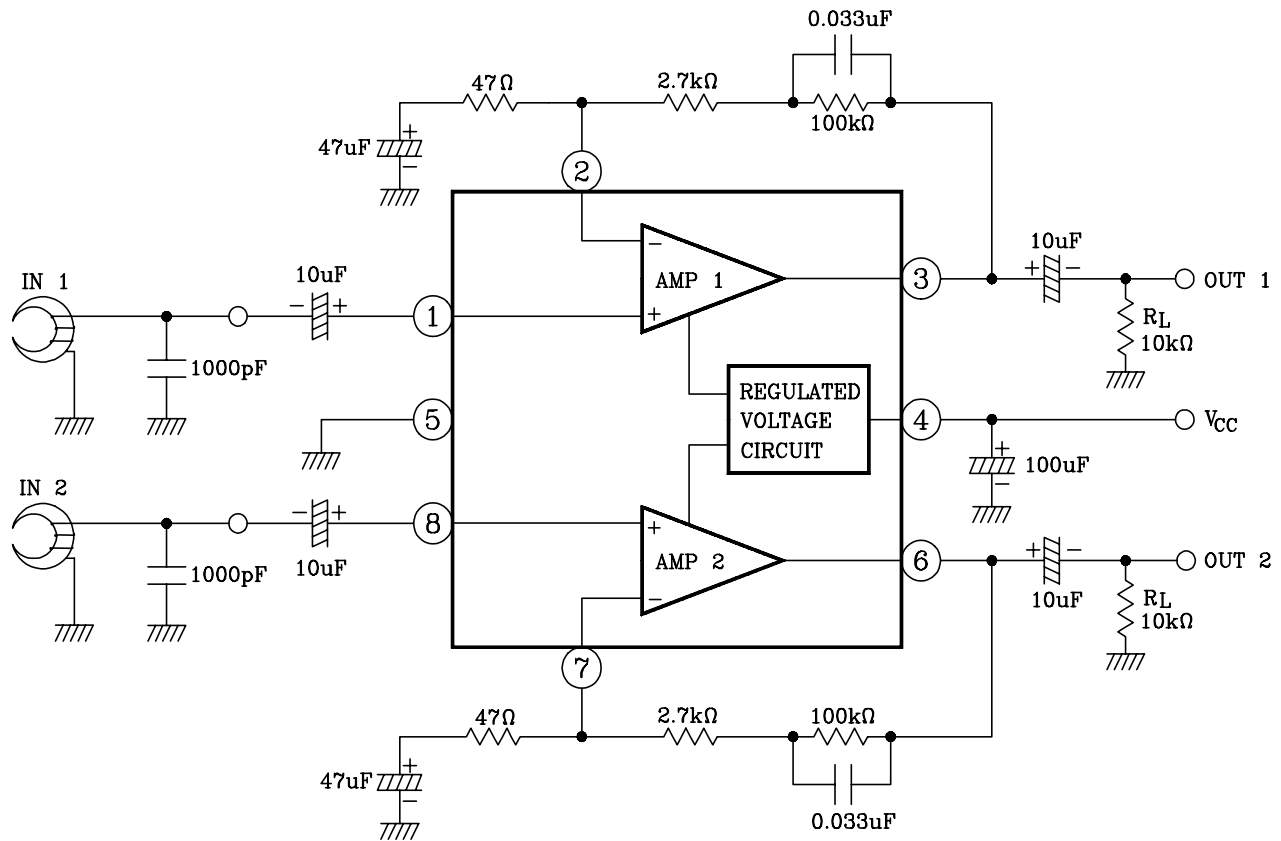 0.033uF
47Ω
2.7kΩ
100kΩ
+
47uF
−
2
10uF
−
AMP 1
3
+
−
OUT 1
IN 1
10uF
−
+
1
+
RL
10kΩ
1000pF
REGULATED
VOLTAGE
CIRCUIT
5
4
VCC
+
100uF
−
IN 2
−
+
8
+
10uF
1000pF
AMP 2
6
+
−
OUT 2
10uF
−
RL
10kΩ
7
47Ω
2.7kΩ
100kΩ
+
47uF
−
0.033uF